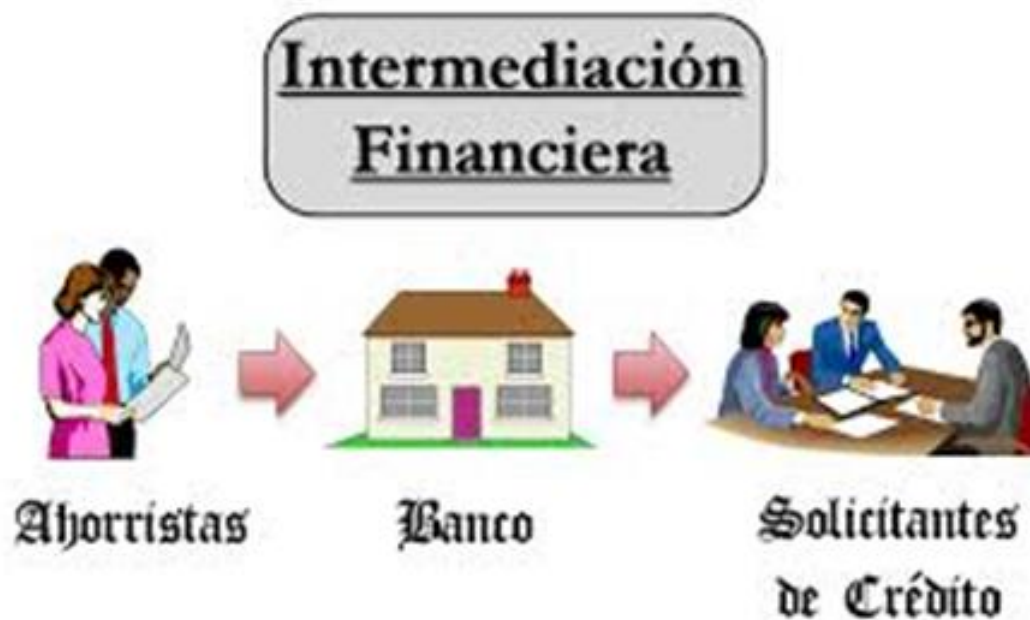 Intermediación
Financiera
Ahorristas
Banco
Solicitantes
de Crédito